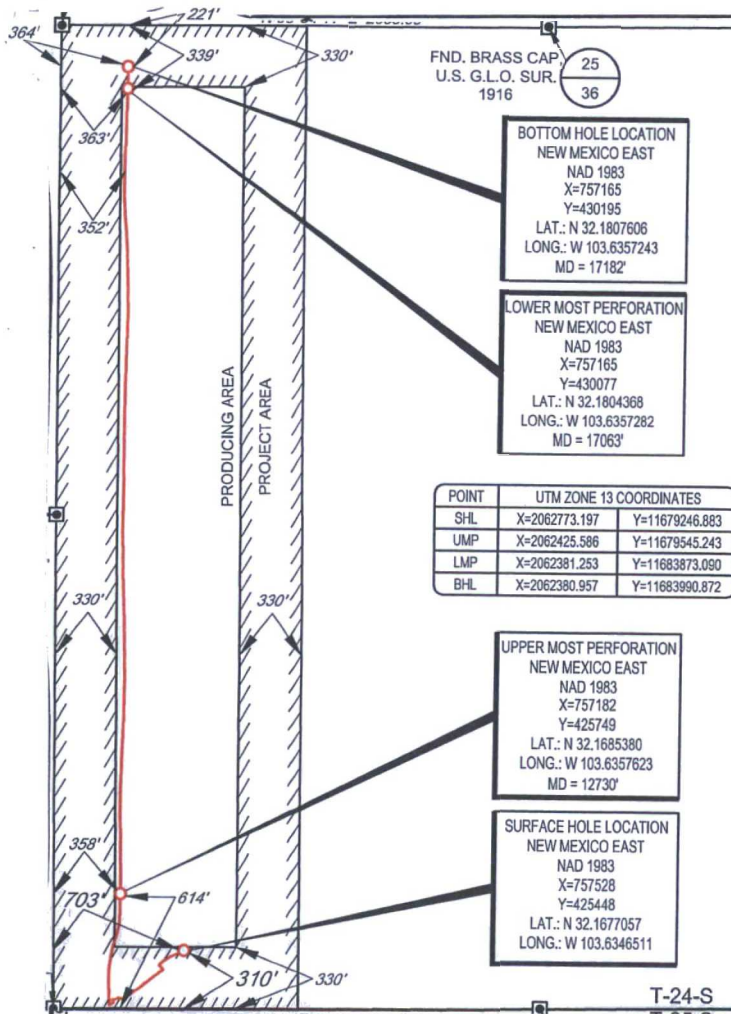 221'
364'
339'
330'
FND. BRASS CAP
U.S. G.L.O. SUR.
1916
25
36
363'
352'
BOTTOM HOLE LOCATION
NEW MEXICO EAST
NAD 1983
X=757165
Y=430195
LAT.: N 32.1807606
LONG.: W 103.6357243
MD = 17182'
LOWER MOST PERFORATION
NEW MEXICO EAST
NAD 1983
X=757165
Y=430077
LAT.: N 32.1804368
LONG.: W 103.6357282
MD = 17063'
PRODUCING AREA
PROJECT AREA
POINT UTM ZONE 13 COORDINATES
SHL X=2062773.197 Y=11679246.883
UMP X=2062425.586 Y=11679545.243
LMP X=2062381.253 Y=11683873.090
BHL X=2062380.957 Y=11683990.872
330'
330'
UPPER MOST PERFORATION
NEW MEXICO EAST
NAD 1983
X=757182
Y=425749
LAT.: N 32.1685380
LONG.: W 103.6357623
MD = 12730'
SURFACE HOLE LOCATION
NEW MEXICO EAST
NAD 1983
X=757528
Y=425448
LAT.: N 32.1677057
LONG.: W 103.6346511
358'
703'
614'
310'
330'
T-24-S